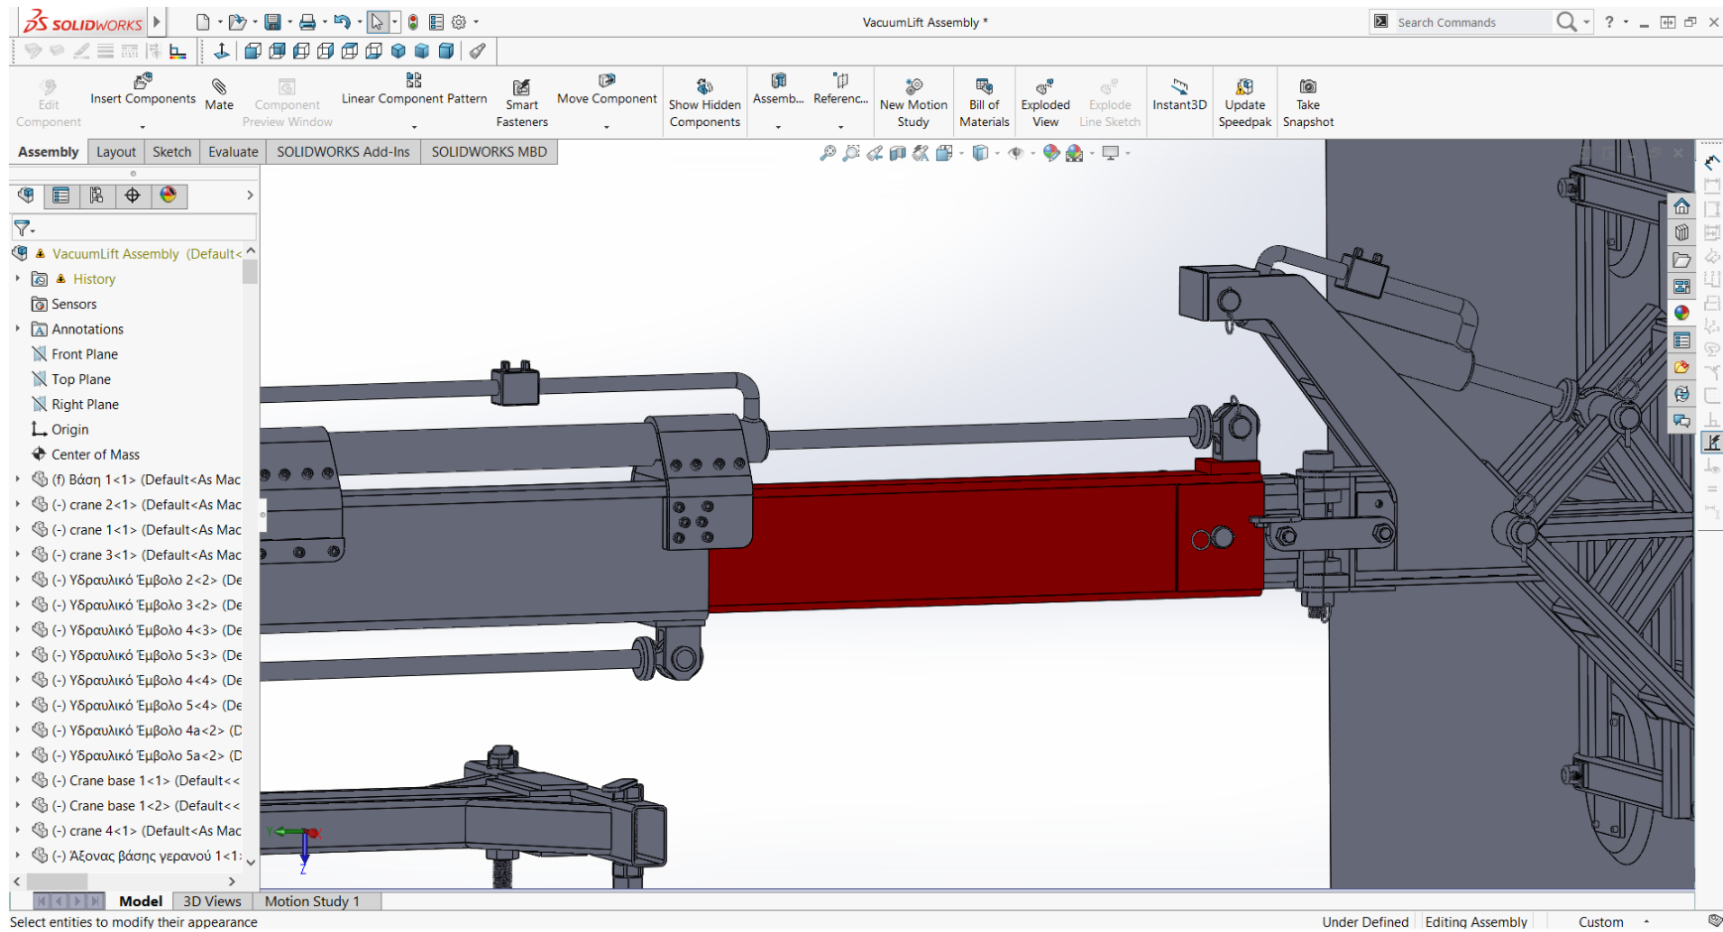 SOLIDWORKS
VacuumLift Assembly *
Search Commands
?
Edit Component
Insert Components
Mate
Component Preview Window
Linear Component Pattern
Smart Fasteners
Move Component
Show Hidden Components
Assemb...
Referenc...
New Motion Study
Bill of Materials
Exploded View
Explode Line Sketch
Instant3D
Update Speedpak
Take Snapshot
Assembly
Layout
Sketch
Evaluate
SOLIDWORKS Add-Ins
SOLIDWORKS MBD
VacuumLift Assembly (Default<
History
Sensors
Annotations
Front Plane
Top Plane
Right Plane
Origin
Center of Mass
(f) Βάση 1<1> (Default<As Mac
(-) crane 2<1> (Default<As Mac
(-) crane 1<1> (Default<As Mac
(-) crane 3<1> (Default<As Mac
(-) Υδραυλικό Έμβολο 2<2> (De
(-) Υδραυλικό Έμβολο 3<2> (De
(-) Υδραυλικό Έμβολο 4<3> (De
(-) Υδραυλικό Έμβολο 5<3> (De
(-) Υδραυλικό Έμβολο 4<4> (De
(-) Υδραυλικό Έμβολο 5<4> (De
(-) Υδραυλικό Έμβολο 4a<2> (D
(-) Υδραυλικό Έμβολο 5a<2> (D
(-) Crane base 1<1> (Default<<
(-) Crane base 1<2> (Default<<
(-) crane 4<1> (Default<As Mac
(-) Άξονας βάσης γερανού 1<1>
Y
X
Z
Model
3D Views
Motion Study 1
Select entities to modify their appearance
Under Defined
Editing Assembly
Custom